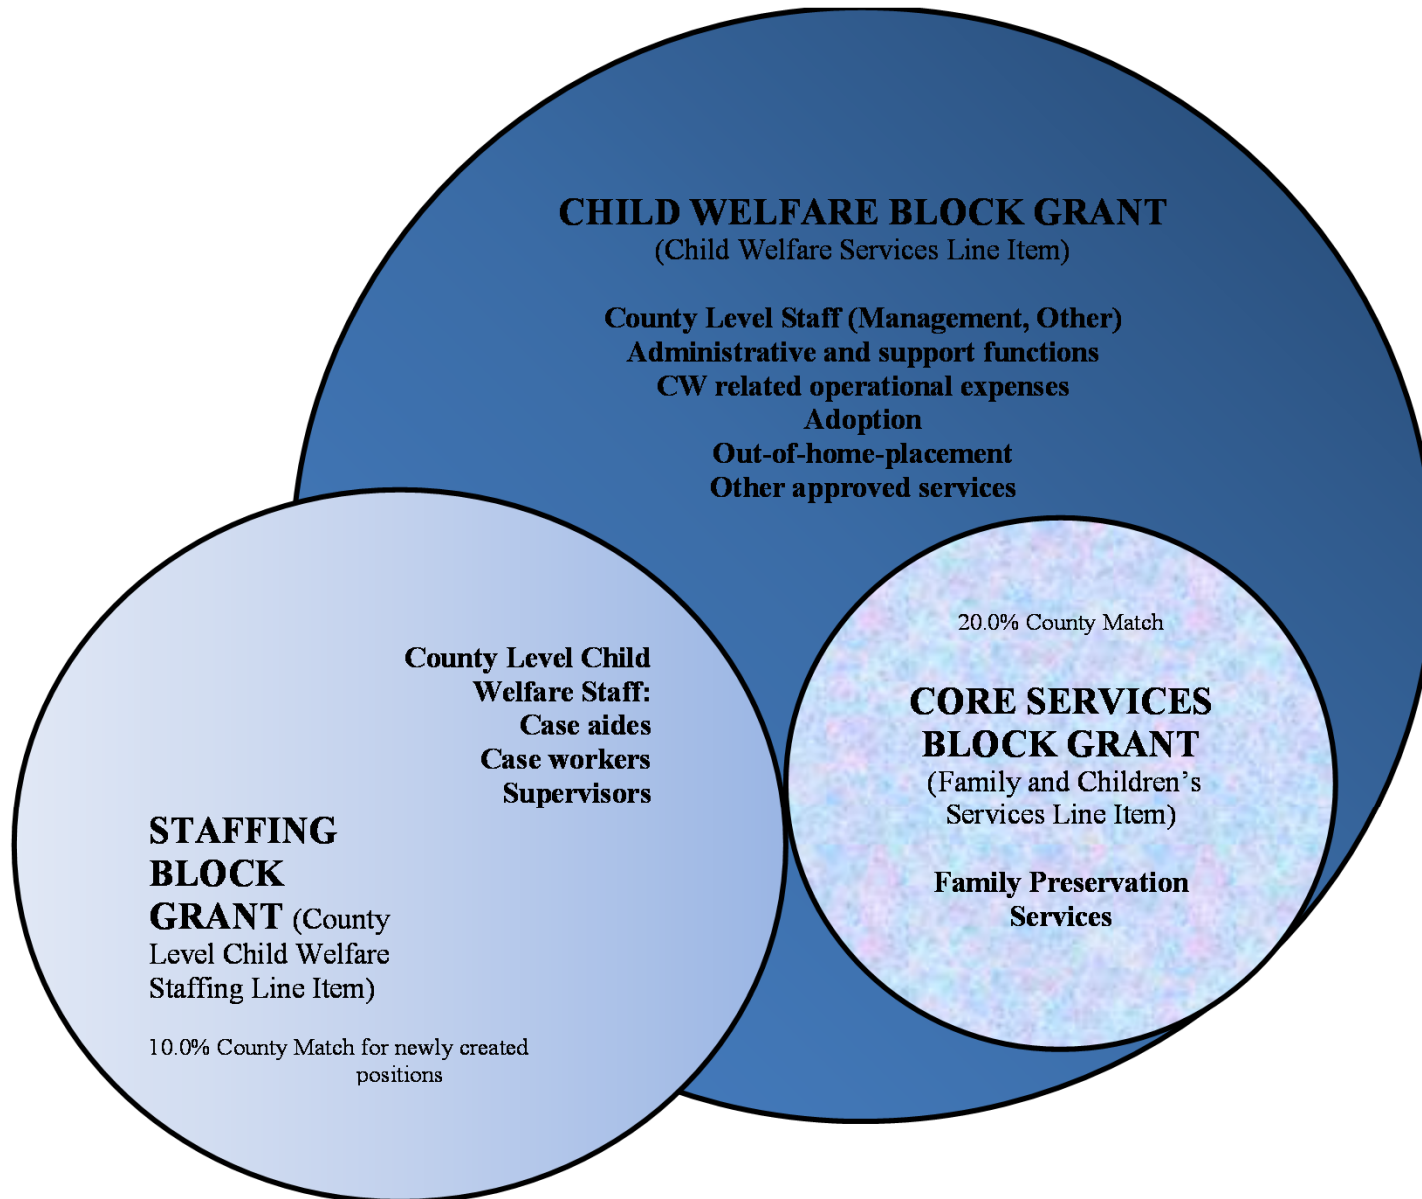 CHILD WELFARE BLOCK GRANT
(Child Welfare Services Line Item)
County Level Staff (Management, Other)
Administrative and support functions
CW related operational expenses
Adoption
Out-of-home-placement
Other approved services
County Level Child
Welfare Staff:
Case aides
Case workers
Supervisors
STAFFING
BLOCK
GRANT (County
Level Child Welfare
Staffing Line Item)
10.0% County Match for newly created
positions
20.0% County Match
CORE SERVICES
BLOCK GRANT
(Family and Children’s
Services Line Item)
Family Preservation
Services